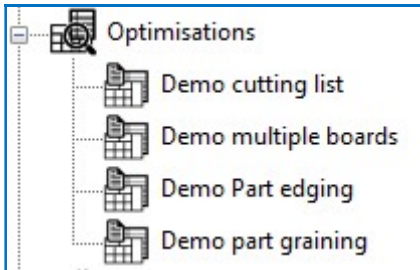 Optimisations
Demo cutting list
Demo multiple boards
Demo Part edging
Demo part graining